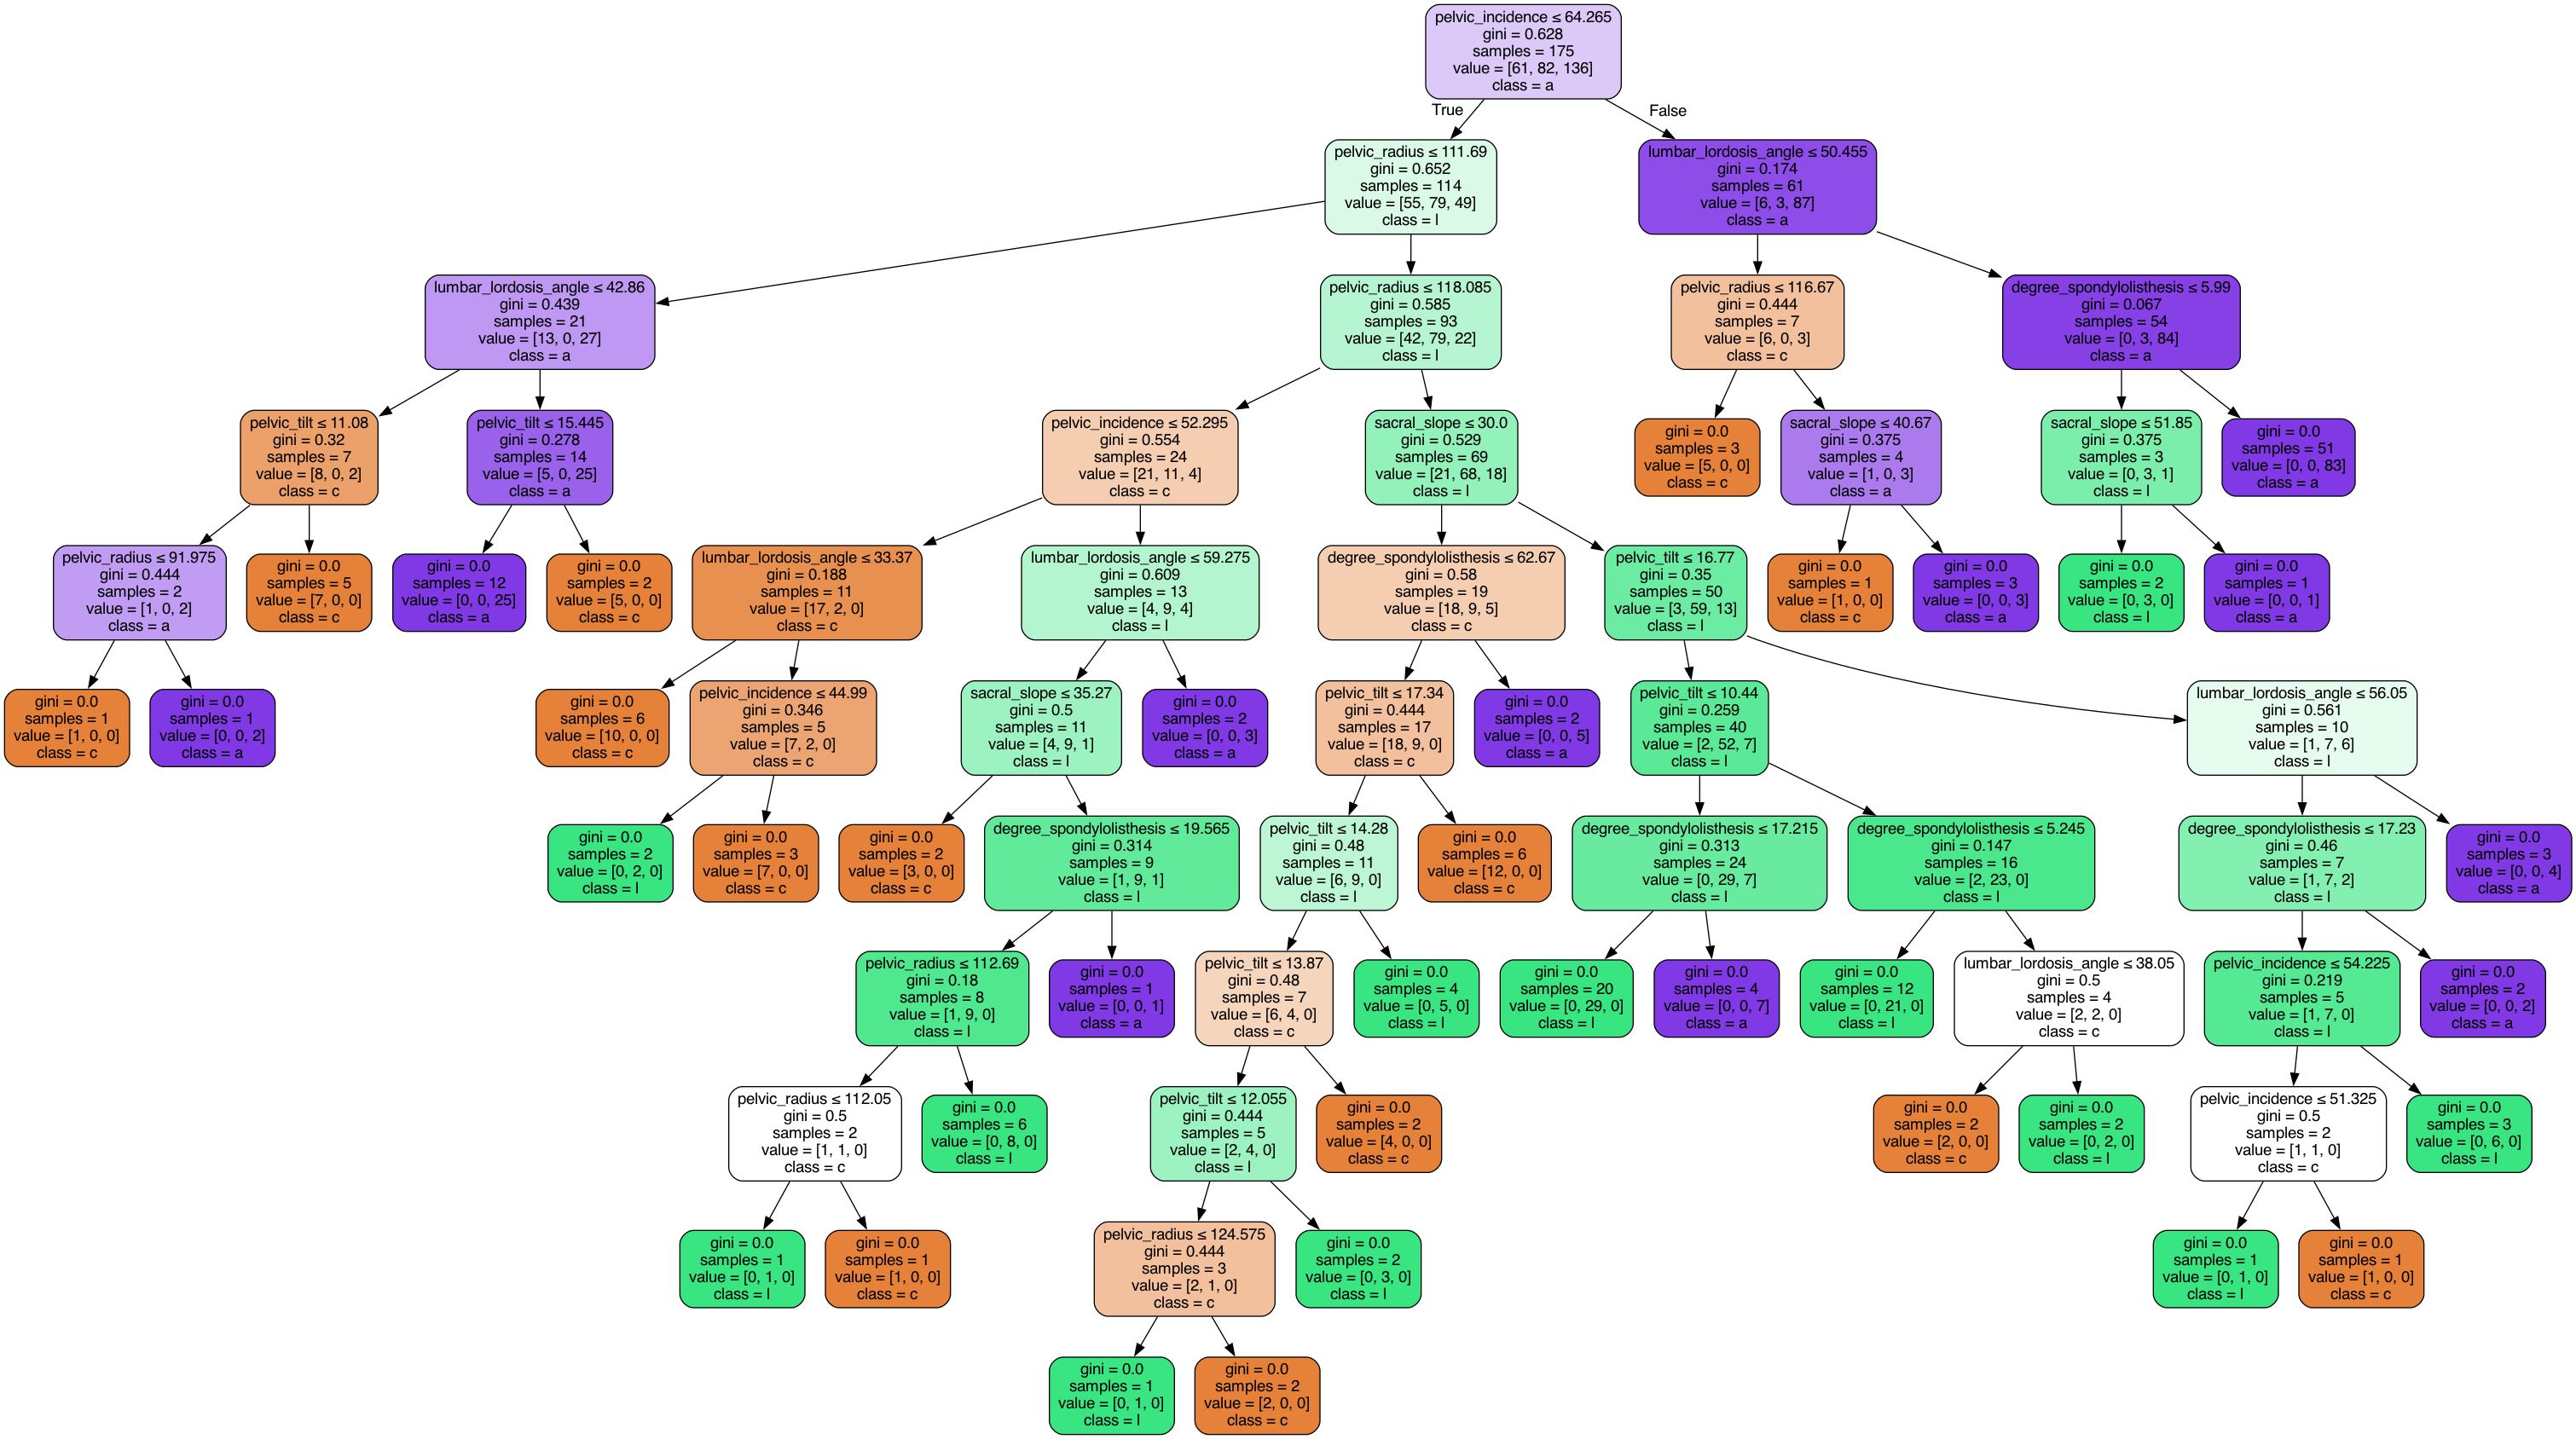 pelvic_incidence ≤ 64.265
gini = 0.628
samples = 175
value = [61, 82, 136]
class = a
True
False
pelvic_radius ≤ 111.69
gini = 0.652
samples = 114
value = [55, 79, 49]
class = l
lumbar_lordosis_angle ≤ 50.455
gini = 0.174
samples = 61
value = [6, 3, 87]
class = a
lumbar_lordosis_angle ≤ 42.86
gini = 0.439
samples = 21
value = [13, 0, 27]
class = a
pelvic_radius ≤ 118.085
gini = 0.585
samples = 93
value = [42, 79, 22]
class = l
pelvic_radius ≤ 116.67
gini = 0.444
samples = 7
value = [6, 0, 3]
class = c
degree_spondylolisthesis ≤ 5.99
gini = 0.067
samples = 54
value = [0, 3, 84]
class = a
pelvic_tilt ≤ 11.08
gini = 0.32
samples = 7
value = [8, 0, 2]
class = c
pelvic_tilt ≤ 15.445
gini = 0.278
samples = 14
value = [5, 0, 25]
class = a
pelvic_incidence ≤ 52.295
gini = 0.554
samples = 24
value = [21, 11, 4]
class = c
sacral_slope ≤ 30.0
gini = 0.529
samples = 69
value = [21, 68, 18]
class = l
gini = 0.0
samples = 3
value = [5, 0, 0]
class = c
sacral_slope ≤ 40.67
gini = 0.375
samples = 4
value = [1, 0, 3]
class = a
sacral_slope ≤ 51.85
gini = 0.375
samples = 3
value = [0, 3, 1]
class = l
gini = 0.0
samples = 51
value = [0, 0, 83]
class = a
pelvic_radius ≤ 91.975
gini = 0.444
samples = 2
value = [1, 0, 2]
class = a
gini = 0.0
samples = 5
value = [7, 0, 0]
class = c
gini = 0.0
samples = 12
value = [0, 0, 25]
class = a
gini = 0.0
samples = 2
value = [5, 0, 0]
class = c
lumbar_lordosis_angle ≤ 33.37
gini = 0.188
samples = 11
value = [17, 2, 0]
class = c
lumbar_lordosis_angle ≤ 59.275
gini = 0.609
samples = 13
value = [4, 9, 4]
class = l
degree_spondylolisthesis ≤ 62.67
gini = 0.58
samples = 19
value = [18, 9, 5]
class = c
pelvic_tilt ≤ 16.77
gini = 0.35
samples = 50
value = [3, 59, 13]
class = l
gini = 0.0
samples = 1
value = [1, 0, 0]
class = c
gini = 0.0
samples = 3
value = [0, 0, 3]
class = a
gini = 0.0
samples = 2
value = [0, 3, 0]
class = l
gini = 0.0
samples = 1
value = [0, 0, 1]
class = a
gini = 0.0
samples = 1
value = [1, 0, 0]
class = c
gini = 0.0
samples = 1
value = [0, 0, 2]
class = a
gini = 0.0
samples = 6
value = [10, 0, 0]
class = c
pelvic_incidence ≤ 44.99
gini = 0.346
samples = 5
value = [7, 2, 0]
class = c
sacral_slope ≤ 35.27
gini = 0.5
samples = 11
value = [4, 9, 1]
class = l
gini = 0.0
samples = 2
value = [0, 0, 3]
class = a
pelvic_tilt ≤ 17.34
gini = 0.444
samples = 17
value = [18, 9, 0]
class = c
gini = 0.0
samples = 2
value = [0, 0, 5]
class = a
pelvic_tilt ≤ 10.44
gini = 0.259
samples = 40
value = [2, 52, 7]
class = l
lumbar_lordosis_angle ≤ 56.05
gini = 0.561
samples = 10
value = [1, 7, 6]
class = l
gini = 0.0
samples = 2
value = [0, 2, 0]
class = l
gini = 0.0
samples = 3
value = [7, 0, 0]
class = c
gini = 0.0
samples = 2
value = [3, 0, 0]
class = c
degree_spondylolisthesis ≤ 19.565
gini = 0.314
samples = 9
value = [1, 9, 1]
class = l
pelvic_tilt ≤ 14.28
gini = 0.48
samples = 11
value = [6, 9, 0]
class = l
gini = 0.0
samples = 6
value = [12, 0, 0]
class = c
degree_spondylolisthesis ≤ 17.215
gini = 0.313
samples = 24
value = [0, 29, 7]
class = l
degree_spondylolisthesis ≤ 5.245
gini = 0.147
samples = 16
value = [2, 23, 0]
class = l
degree_spondylolisthesis ≤ 17.23
gini = 0.46
samples = 7
value = [1, 7, 2]
class = l
gini = 0.0
samples = 3
value = [0, 0, 4]
class = a
pelvic_radius ≤ 112.69
gini = 0.18
samples = 8
value = [1, 9, 0]
class = l
gini = 0.0
samples = 1
value = [0, 0, 1]
class = a
pelvic_tilt ≤ 13.87
gini = 0.48
samples = 7
value = [6, 4, 0]
class = c
gini = 0.0
samples = 4
value = [0, 5, 0]
class = l
gini = 0.0
samples = 20
value = [0, 29, 0]
class = l
gini = 0.0
samples = 4
value = [0, 0, 7]
class = a
gini = 0.0
samples = 12
value = [0, 21, 0]
class = l
lumbar_lordosis_angle ≤ 38.05
gini = 0.5
samples = 4
value = [2, 2, 0]
class = c
pelvic_incidence ≤ 54.225
gini = 0.219
samples = 5
value = [1, 7, 0]
class = l
gini = 0.0
samples = 2
value = [0, 0, 2]
class = a
pelvic_radius ≤ 112.05
gini = 0.5
samples = 2
value = [1, 1, 0]
class = c
gini = 0.0
samples = 6
value = [0, 8, 0]
class = l
pelvic_tilt ≤ 12.055
gini = 0.444
samples = 5
value = [2, 4, 0]
class = l
gini = 0.0
samples = 2
value = [4, 0, 0]
class = c
gini = 0.0
samples = 2
value = [2, 0, 0]
class = c
gini = 0.0
samples = 2
value = [0, 2, 0]
class = l
pelvic_incidence ≤ 51.325
gini = 0.5
samples = 2
value = [1, 1, 0]
class = c
gini = 0.0
samples = 3
value = [0, 6, 0]
class = l
gini = 0.0
samples = 1
value = [0, 1, 0]
class = l
gini = 0.0
samples = 1
value = [1, 0, 0]
class = c
pelvic_radius ≤ 124.575
gini = 0.444
samples = 3
value = [2, 1, 0]
class = c
gini = 0.0
samples = 2
value = [0, 3, 0]
class = l
gini = 0.0
samples = 1
value = [0, 1, 0]
class = l
gini = 0.0
samples = 1
value = [1, 0, 0]
class = c
gini = 0.0
samples = 1
value = [0, 1, 0]
class = l
gini = 0.0
samples = 2
value = [2, 0, 0]
class = c